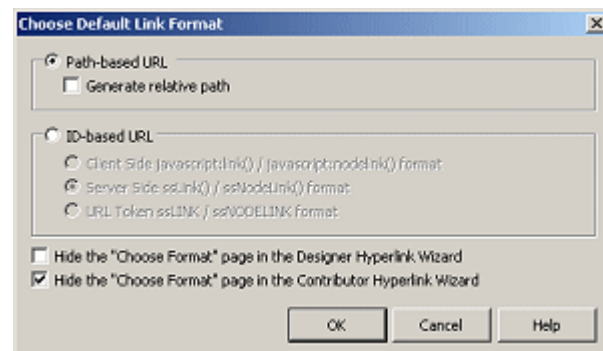 Choose Default Link Format
Path-based URL
Generate relative path
ID-based URL
Client Side javascript:link() / javascript:nodelink() format
Server Side ssLink() / ssNodeLink() format
URL Token ssLINK / ssNODELINK format
Hide the "Choose Format" page in the Designer Hyperlink Wizard
Hide the "Choose Format" page in the Contributor Hyperlink Wizard
OK Cancel Help